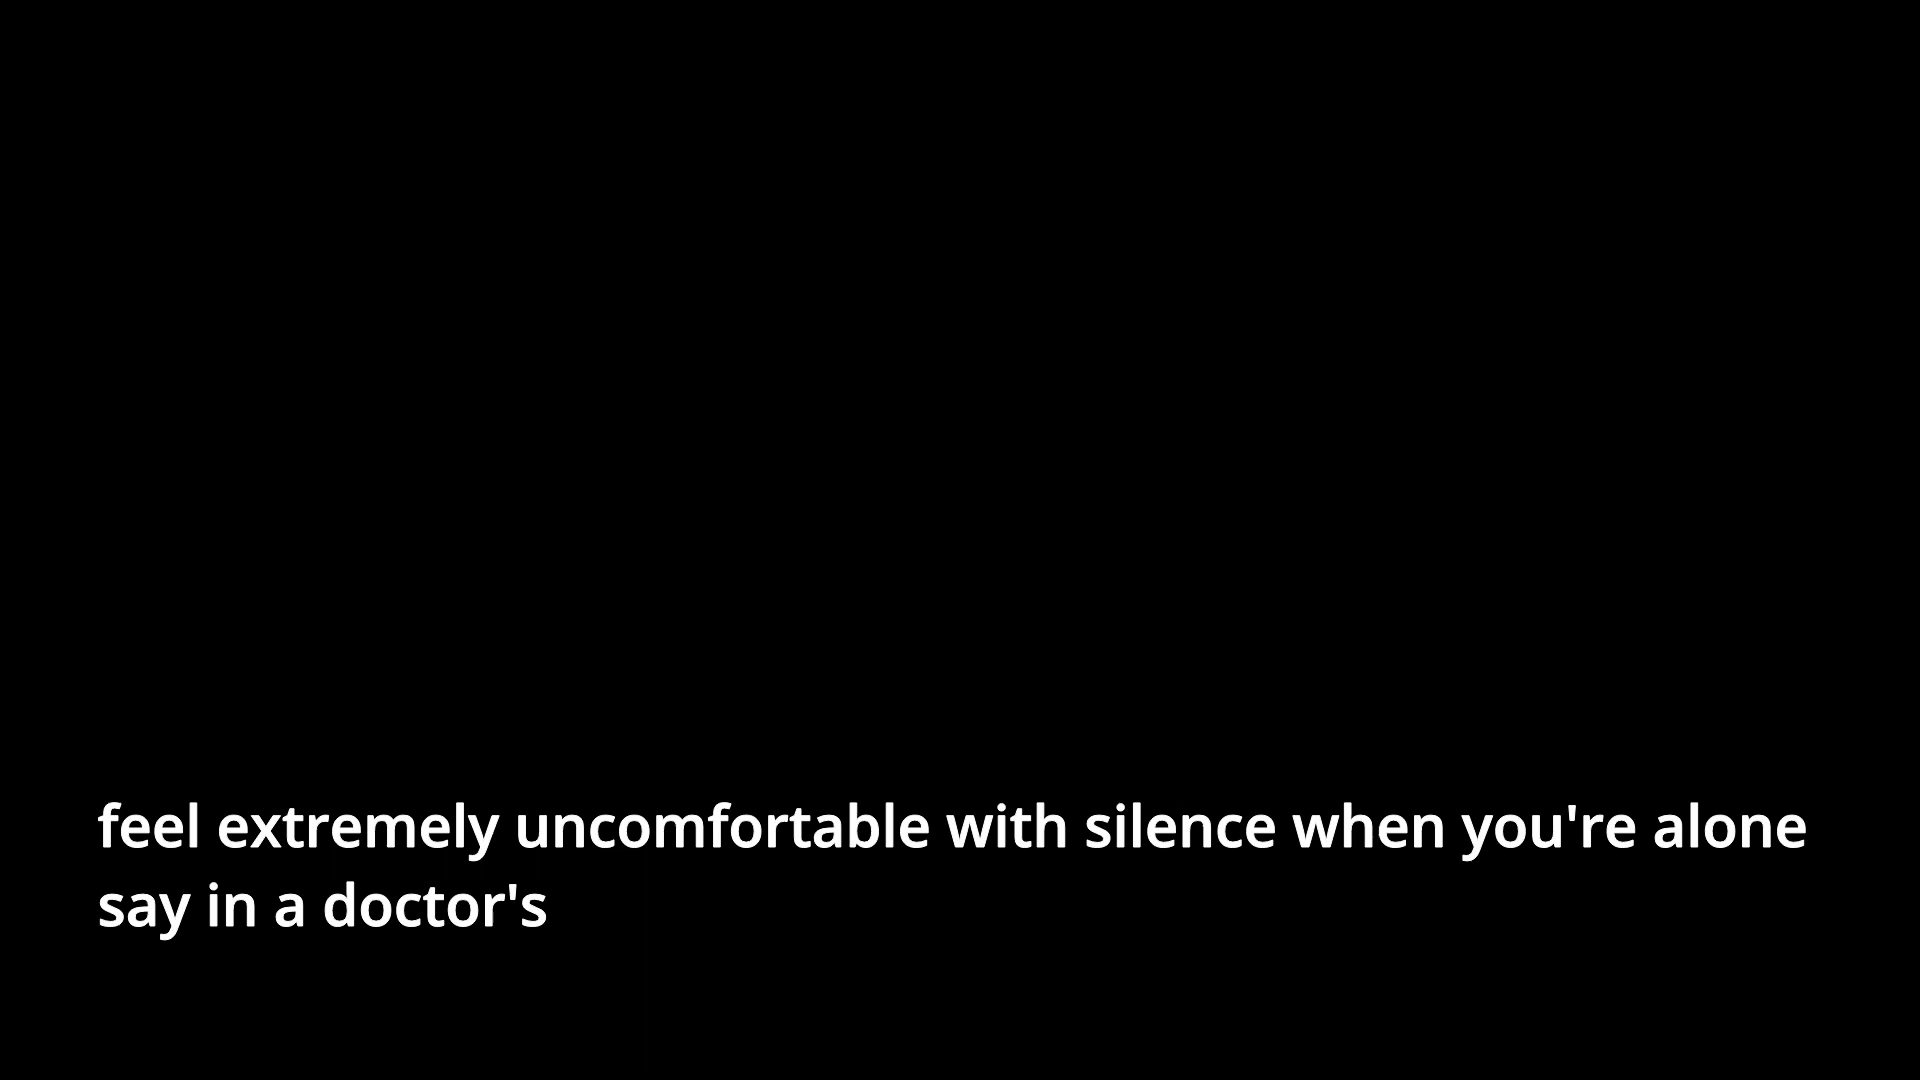 feel extremely uncomfortable with silence when you're alone
say in a doctor's